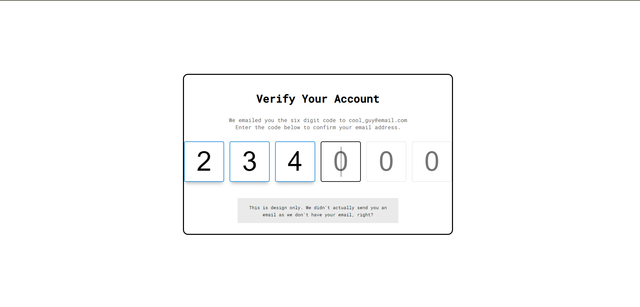 Verify Your Account
We emailed you the six digit code to cool_guy@email.com
Enter the code below to confirm your email address.
2 3 4 0 0 0
This is design only. We didn't actually send you an
email as we don't have your email, right?